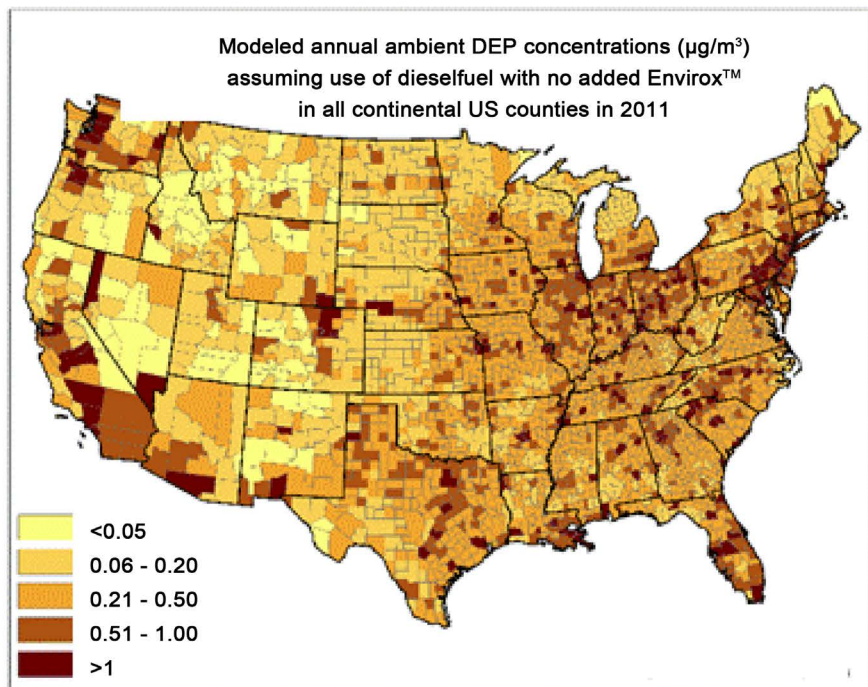 Modeled annual ambient DEP concentrations (µg/m³)
assuming use of dieselfuel with no added Envirox™
in all continental US counties in 2011
<0.05
0.06 - 0.20
0.21 - 0.50
0.51 - 1.00
>1